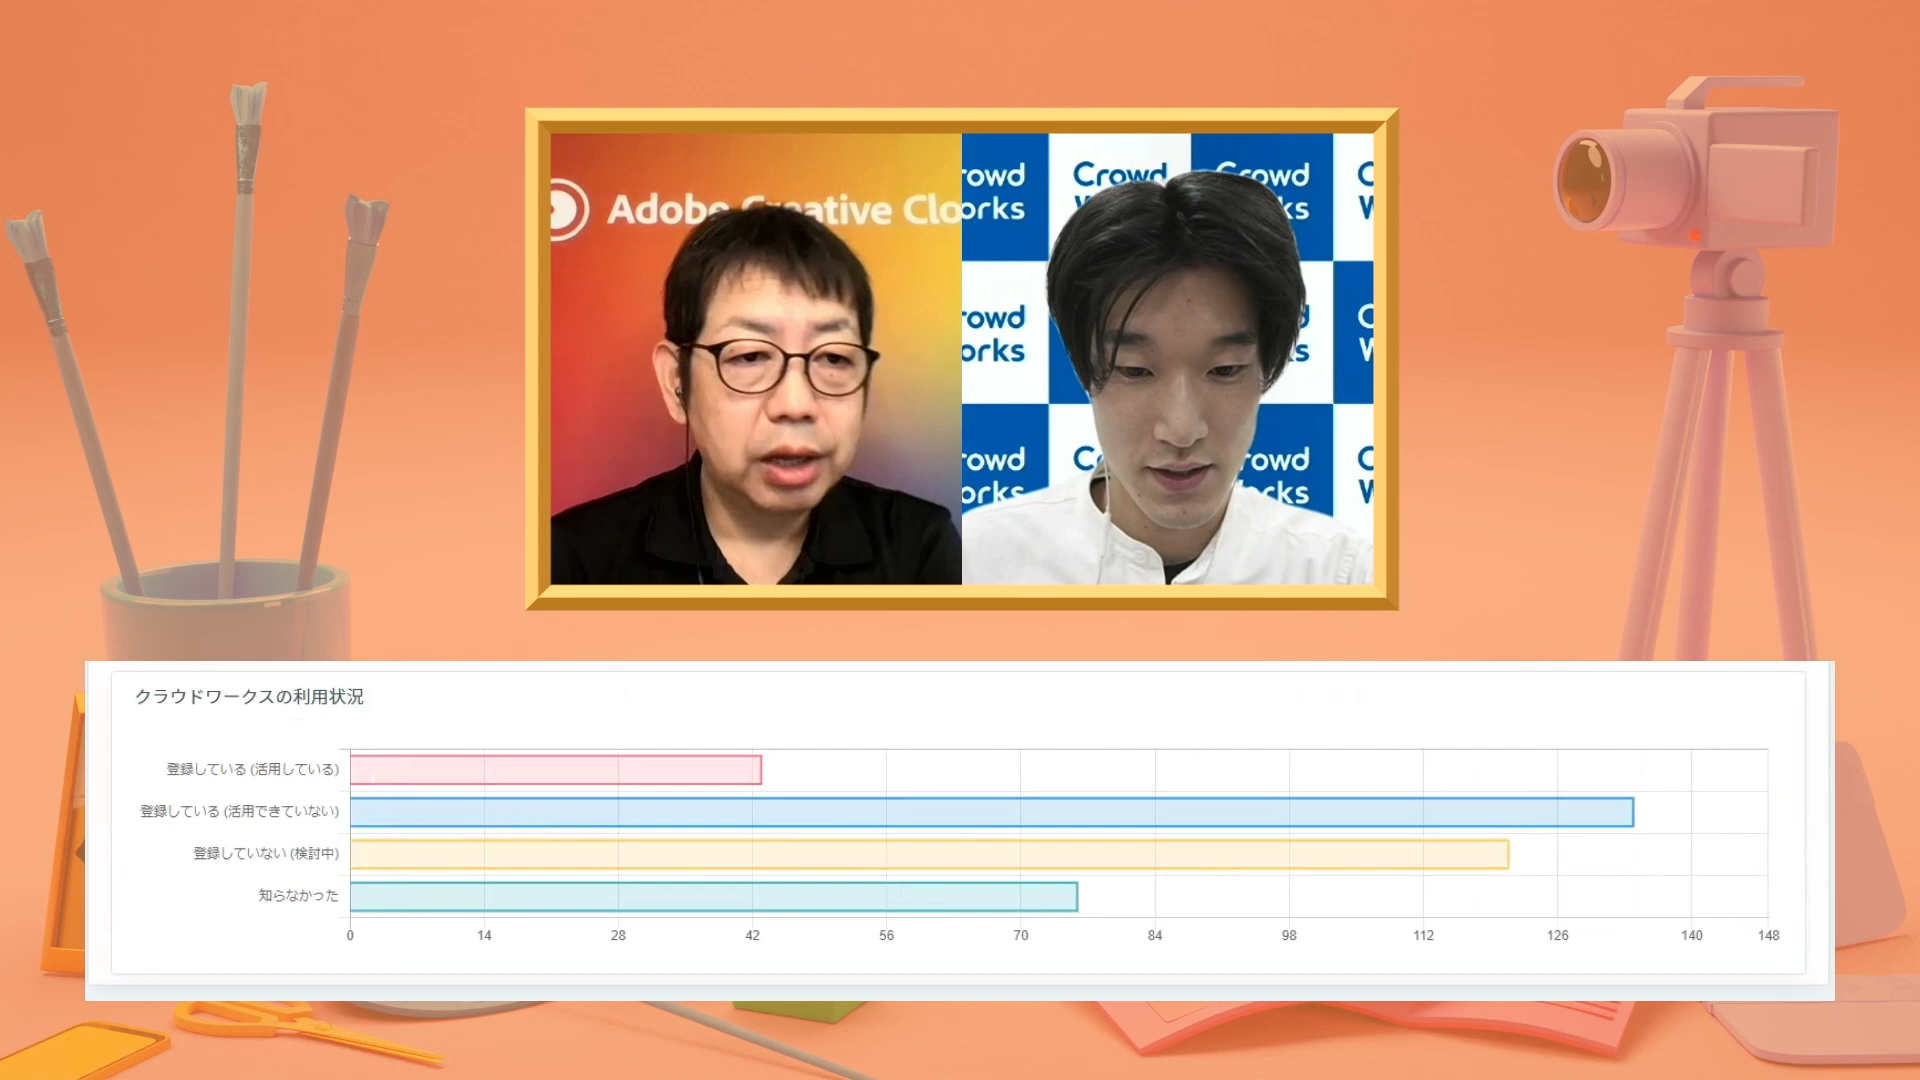 Adobe Creative Clo
Crowd
Works
クラウドワークスの利用状況
登録している (活用している)
登録している (活用できていない)
登録していない (検討中)
知らなかった
0 14 28 42 56 70 84 98 112 126 140 148